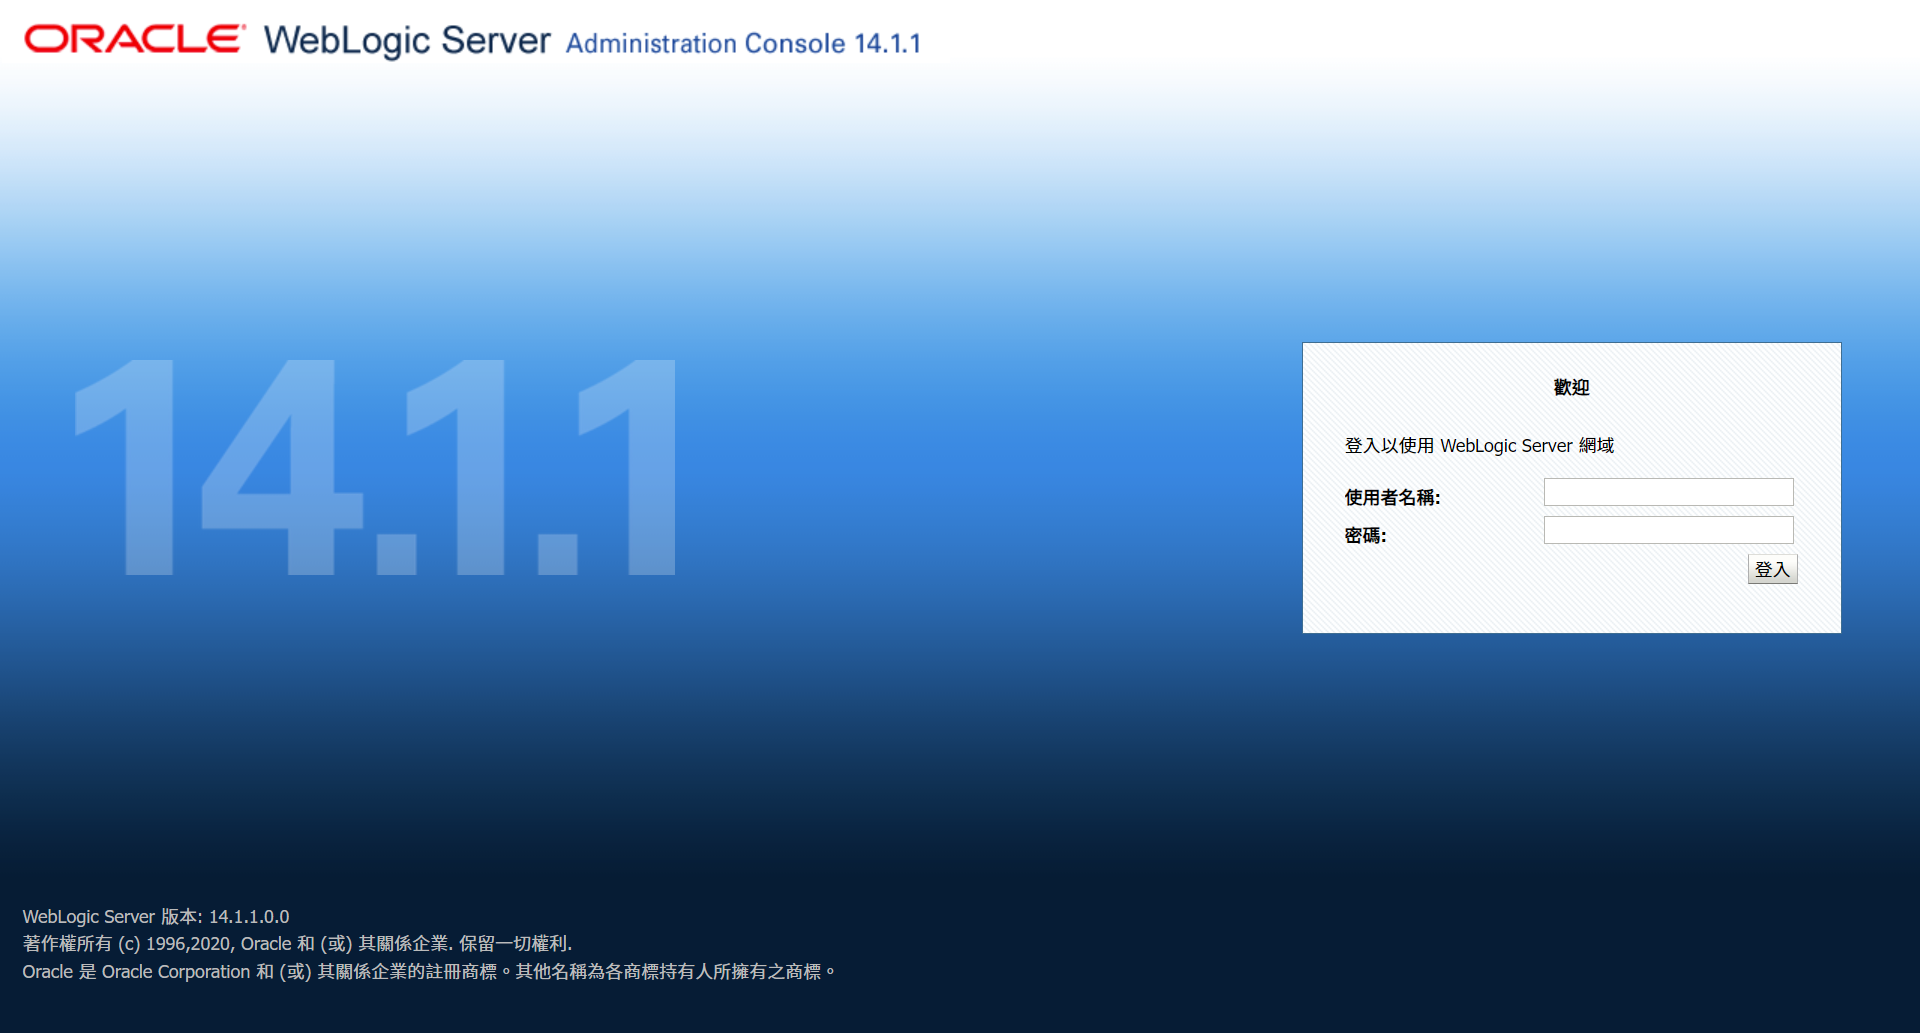 ORACLE® WebLogic Server Administration Console 14.1.1
14.1.1
歡迎
登入以使用 WebLogic Server 網域
使用者名稱:
密碼:
登入
WebLogic Server 版本: 14.1.1.0.0
著作權所有 (c) 1996,2020, Oracle 和 (或) 其關係企業. 保留一切權利.
Oracle 是 Oracle Corporation 和 (或) 其關係企業的註冊商標。其他名稱為各商標持有人所擁有之商標。